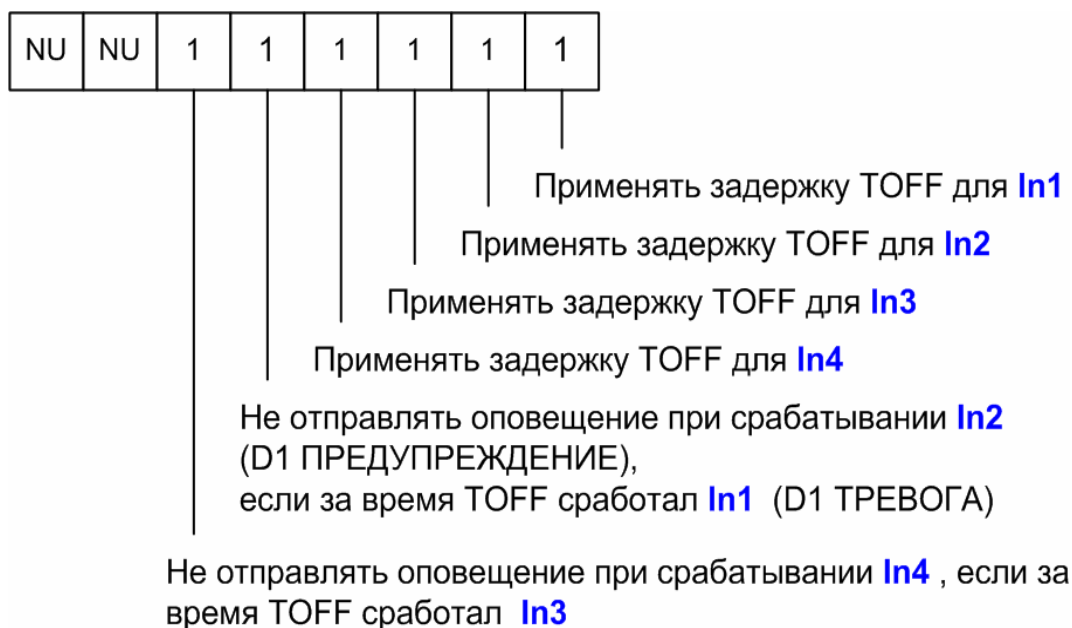 NU NU 1 1 1 1 1 1
Применять задержку TOFF для In1
Применять задержку TOFF для In2
Применять задержку TOFF для In3
Применять задержку TOFF для In4
Не отправлять оповещение при срабатывании In2
(D1 ПРЕДУПРЕЖДЕНИЕ),
если за время TOFF сработал In1 (D1 ТРЕВОГА)
Не отправлять оповещение при срабатывании In4 , если за
время TOFF сработал In3